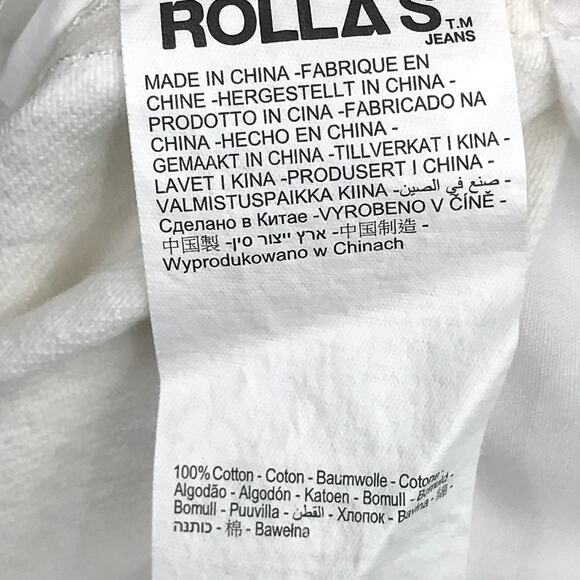 ROLLA'S T.M
JEANS
MADE IN CHINA -FABRIQUE EN
CHINE -HERGESTELLT IN CHINA -
PRODOTTO IN CINA -FABRICADO NA
CHINA -HECHO EN CHINA -
GEMAAKT IN CHINA -TILLVERKAT I KINA -
LAVET I KINA -PRODUSERT I CHINA -
VALMISTUSPAIKKA KIINA -صنع في الصين -
Сделано в Китае -VYROBENO V ČÍNĚ -
中国製 -ארץ ייצור סין -中国制造 -
Wyprodukowano w Chinach
100% Cotton - Coton - Baumwolle - Cotone -
Algodão - Algodón - Katoen - Bomull - Bomuld -
Bomull - Puuvilla - القطن - Хлопок - Bavlna - 綿 -
כותנה - 棉 - Bawełna